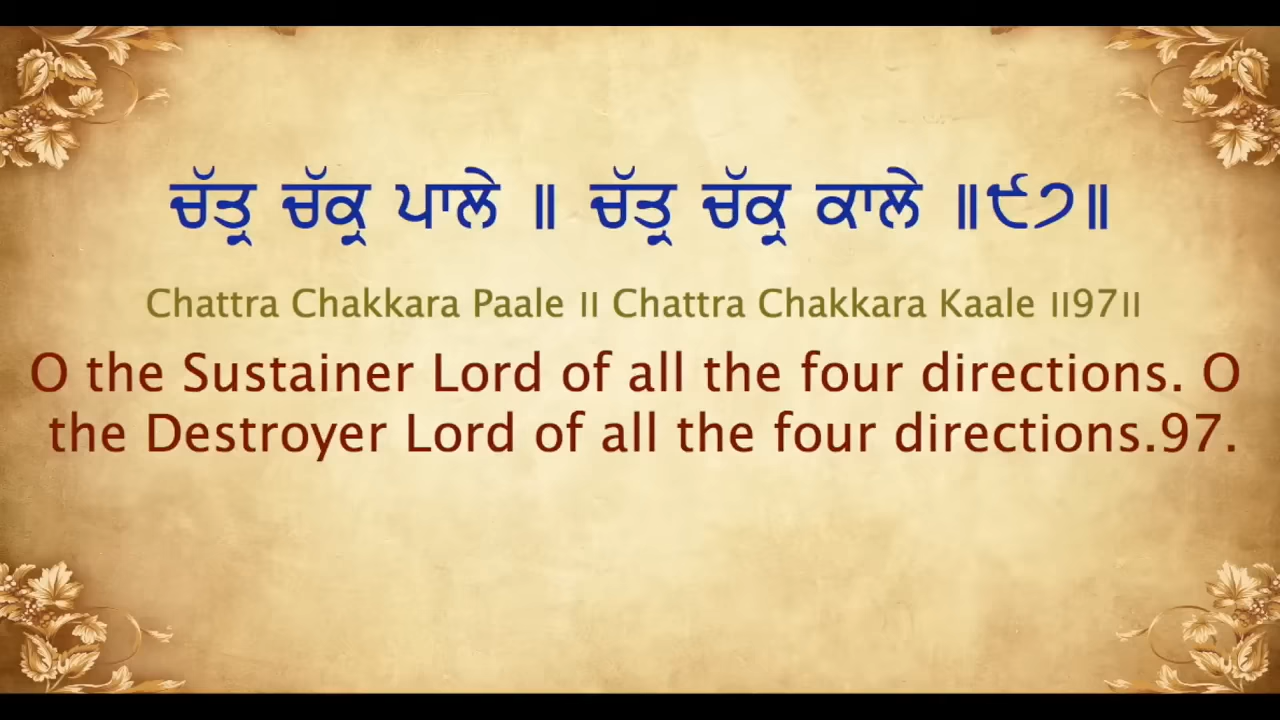 ਚੱਤ੍ਰ ਚੱਕ੍ਰ ਪਾਲੇ ॥ ਚੱਤ੍ਰ ਚੱਕ੍ਰ ਕਾਲੇ ॥੯੭॥
Chattra Chakkara Paale ॥ Chattra Chakkara Kaale ॥97॥
O the Sustainer Lord of all the four directions. O
the Destroyer Lord of all the four directions.97.